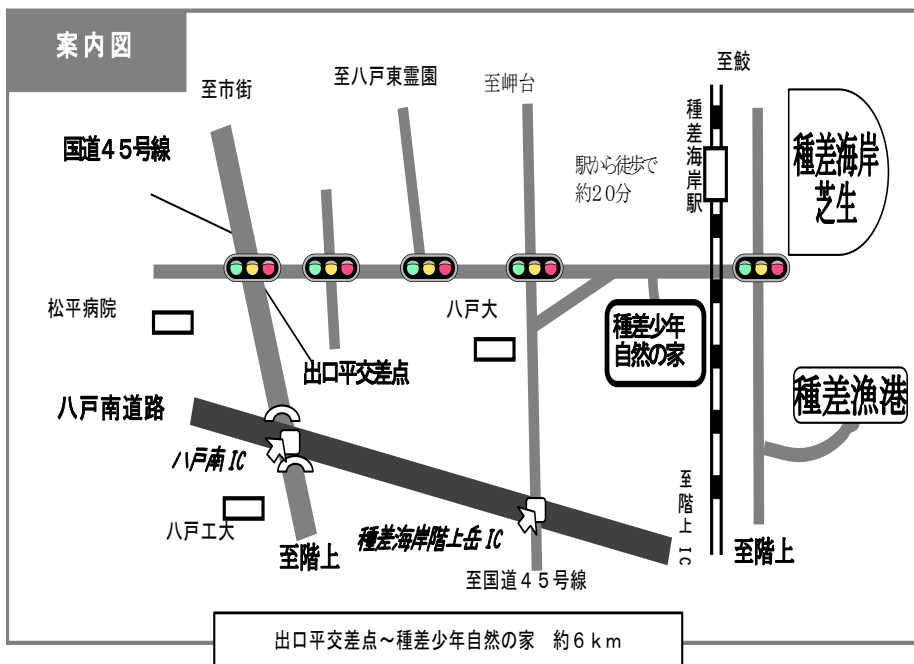 案内図
至鮫
至八戸東霊園
至岬台
至市街
種差海岸駅
種差海岸
芝生
国道４５号線
駅から徒歩で
約２０分
松平病院
八戸大
種差少年
自然の家
出口平交差点
種差漁港
八戸南道路
八戸南 IC
至階上 IC
八戸工大
種差海岸階上岳 IC
至階上
至階上
至国道４５号線
出口平交差点～種差少年自然の家　約６ｋｍ